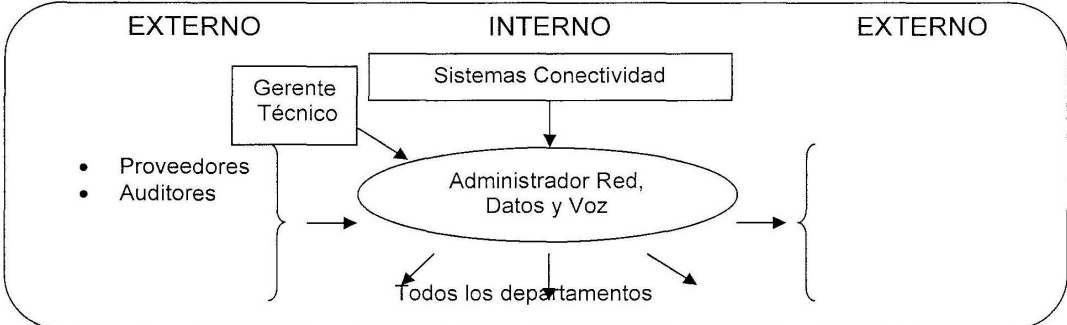 EXTERNO
INTERNO
EXTERNO
Sistemas Conectividad
Gerente
Técnico
• Proveedores
• Auditores
Administrador Red,
Datos y Voz
Todos los departamentos